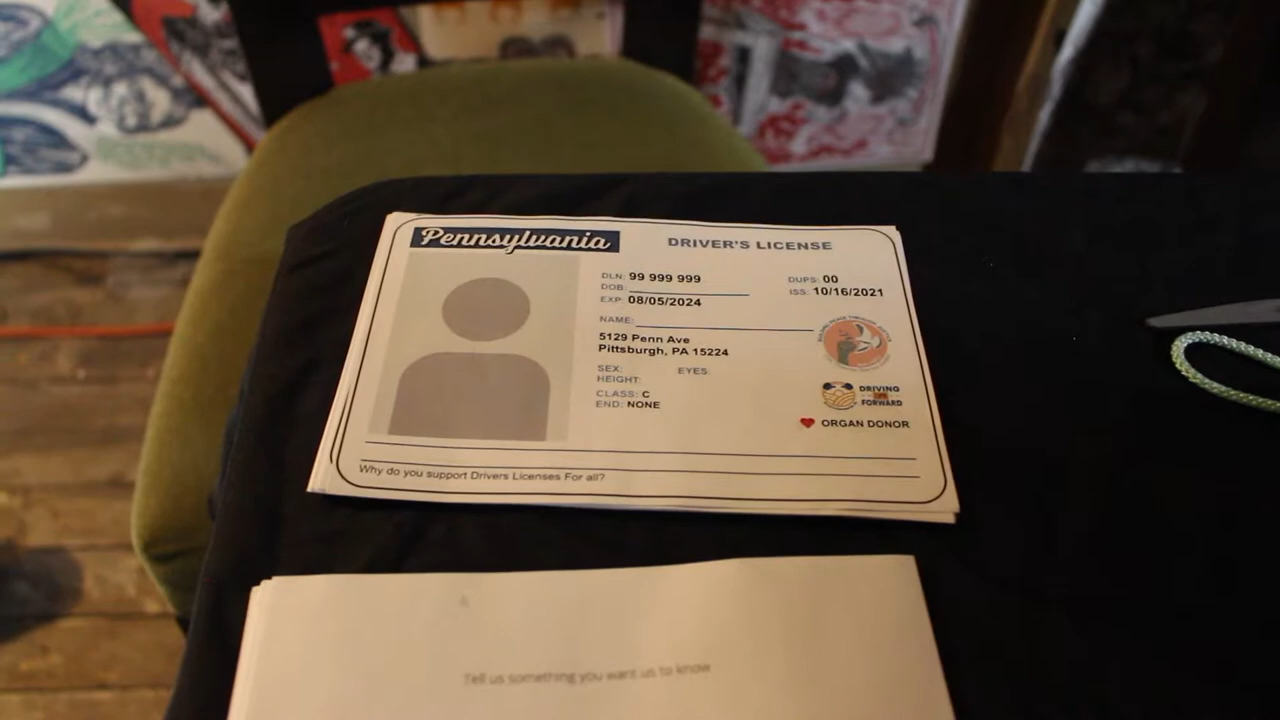 Pennsylvania
DRIVER'S LICENSE
DLN: 99 999 999
DUPS: 00
DOB:
ISS: 10/16/2021
EXP: 08/05/2024
NAME:
5129 Penn Ave
Pittsburgh, PA 15224
SEX: EYES:
HEIGHT:
CLASS: C
END: NONE
DRIVING
FORWARD
ORGAN DONOR
Why do you support Drivers Licenses For all?
Tell us something you want us to know